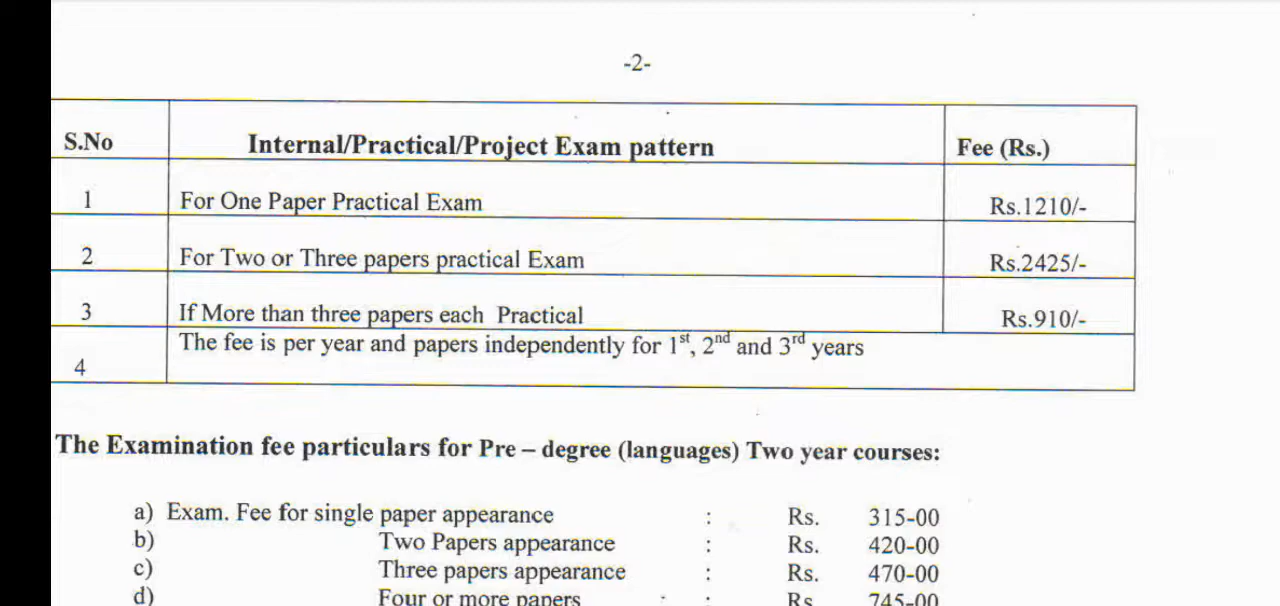 -2-
S.No Internal/Practical/Project Exam pattern Fee (Rs.)
1 For One Paper Practical Exam Rs.1210/-
2 For Two or Three papers practical Exam Rs.2425/-
3 If More than three papers each Practical Rs.910/-
The fee is per year and papers independently for 1st, 2nd and 3rd years
4
The Examination fee particulars for Pre – degree (languages) Two year courses:
a) Exam. Fee for single paper appearance : Rs. 315-00
b) Two Papers appearance : Rs. 420-00
c) Three papers appearance : Rs. 470-00
d) Four or more papers : Rs. 745-00